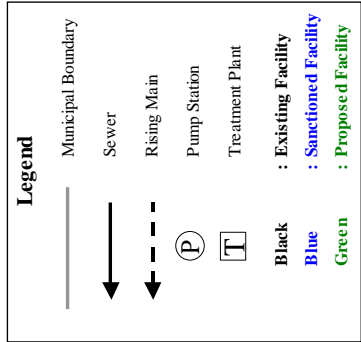 Legend
Municipal Boundary
Sewer
Rising Main
P Pump Station
T Treatment Plant
Black : Existing Facility
Blue : Sanctioned Facility
Green : Proposed Facility